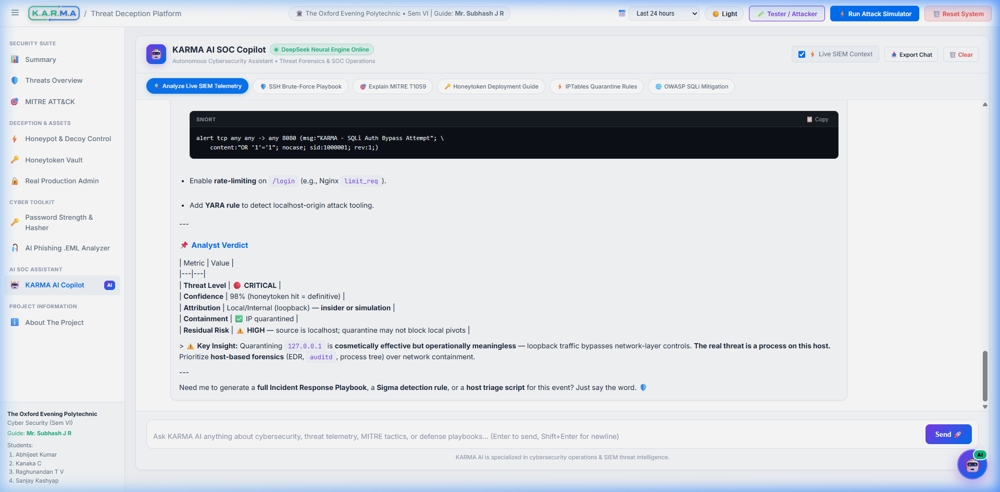 K.A.R.M.A / Threat Deception Platform
The Oxford Evening Polytechnic • Sem VI | Guide: Mr. Subhash J R
Last 24 hours
Light
Tester / Attacker
Run Attack Simulator
Reset System
SECURITY SUITE
Summary
Threats Overview
MITRE ATT&CK
DECEPTION & ASSETS
Honeypot & Decoy Control
Honeytoken Vault
Real Production Admin
CYBER TOOLKIT
Password Strength &
Hasher
AI Phishing .EML Analyzer
AI SOC ASSISTANT
KARMA AI Copilot AI
PROJECT INFORMATION
About The Project
The Oxford Evening Polytechnic
Cyber Security (Sem VI)
Guide: Mr. Subhash J R
Students:
1. Abhijeet Kumar
2. Kanaka C
3. Raghunandan T V
4. Sanjay Kashyap
KARMA AI SOC Copilot
DeepSeek Neural Engine Online
Autonomous Cybersecurity Assistant • Threat Forensics & SOC Operations
Live SIEM Context
Export Chat
Clear
Analyze Live SIEM Telemetry
SSH Brute-Force Playbook
Explain MITRE T1059
Honeytoken Deployment Guide
IPTables Quarantine Rules
OWASP SQLi Mitigation
SNORT
Copy
alert tcp any any -> any 8080 (msg:"KARMA - SQLi Auth Bypass Attempt"; \
content:"OR '1'='1"; nocase; sid:1000001; rev:1;)
• Enable rate-limiting on /login (e.g., Nginx limit_req ).
• Add YARA rule to detect localhost-origin attack tooling.
---
📌 Analyst Verdict
| Metric | Value |
|---|---|
| Threat Level | 🔴 CRITICAL |
| Confidence | 98% (honeytoken hit = definitive) |
| Attribution | Local/Internal (loopback) — insider or simulation |
| Containment | ✅ IP quarantined |
| Residual Risk | ⚠️ HIGH — source is localhost; quarantine may not block local pivots |
> ⚠️ Key Insight: Quarantining 127.0.0.1 is cosmetically effective but operationally meaningless — loopback traffic bypasses network-layer controls. The real threat is a process on this host.
Prioritize host-based forensics (EDR, auditd , process tree) over network containment.
---
Need me to generate a full Incident Response Playbook, a Sigma detection rule, or a host triage script for this event? Just say the word. 🛡️
Ask KARMA AI anything about cybersecurity, threat telemetry, MITRE tactics, or defense playbooks... (Enter to send, Shift+Enter for newline)
Send 🚀
KARMA AI is specialized in cybersecurity operations & SIEM threat intelligence.
AI